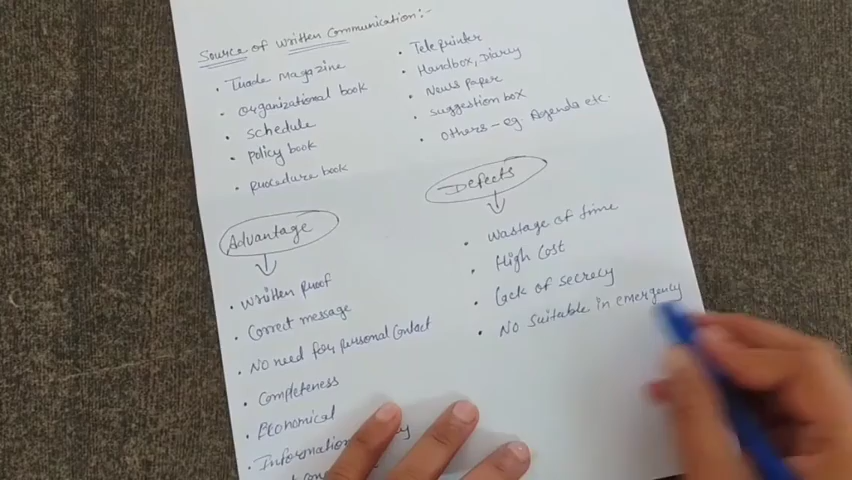 Source of written Communication:-
• Trade magazine
• organizational book
• schedule
• policy book
• procedure book
• Teleprinter
• Handbox, Diary
• News paper
• suggestion box
• others - eg. Agenda etc.
Advantage
• written proof
• Correct message
• No need for personal Contact
• Completeness
• Economical
• Information
Defects
• wastage of time
• High Cost
• Lack of secrecy
• No suitable in emergency